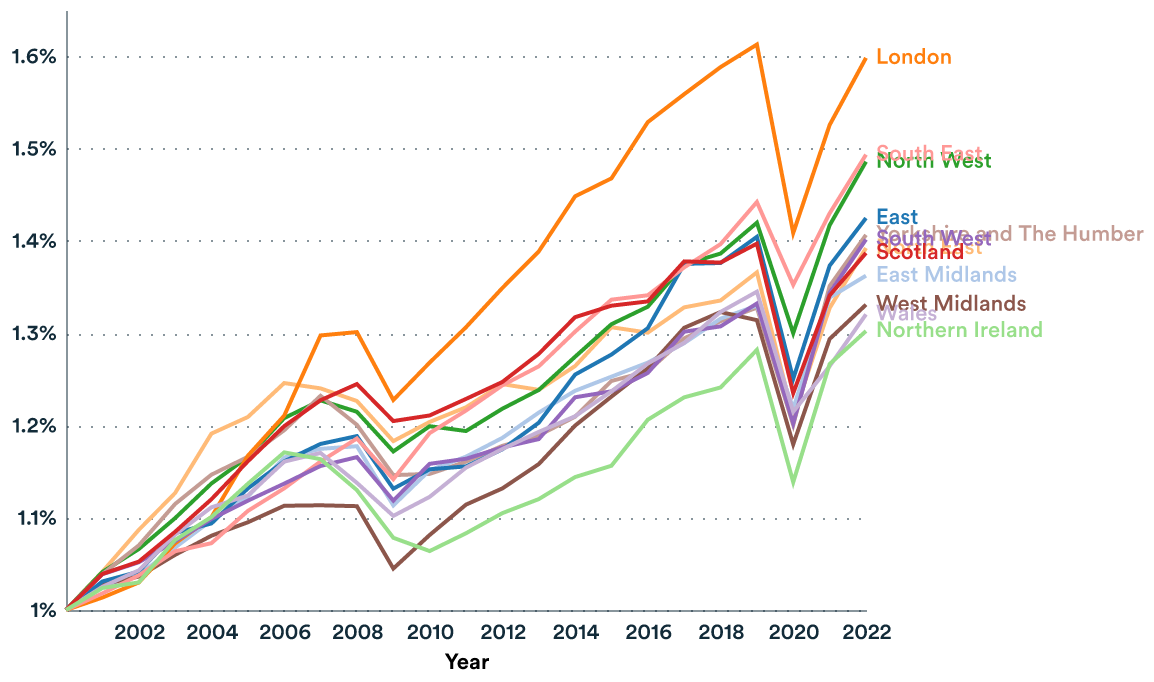 1.6%
1.5%
1.4%
1.3%
1.2%
1.1%
1%
2002 2004 2006 2008 2010 2012 2014 2016 2018 2020 2022
Year
London
South East
North West
East
Yorkshire and The Humber
South West
North East
Scotland
East Midlands
West Midlands
Wales
Northern Ireland